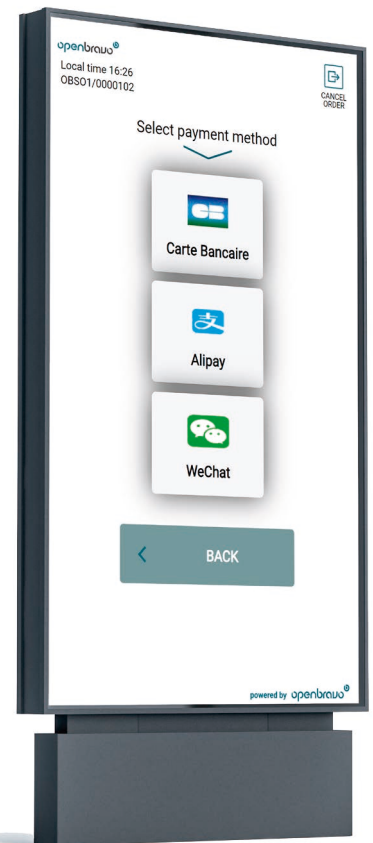 openbravo
Local time 16:26
OBSO1/0000102
CANCEL
ORDER
Select payment method
CB
Carte Bancaire
支
Alipay
WeChat
BACK
powered by openbravo